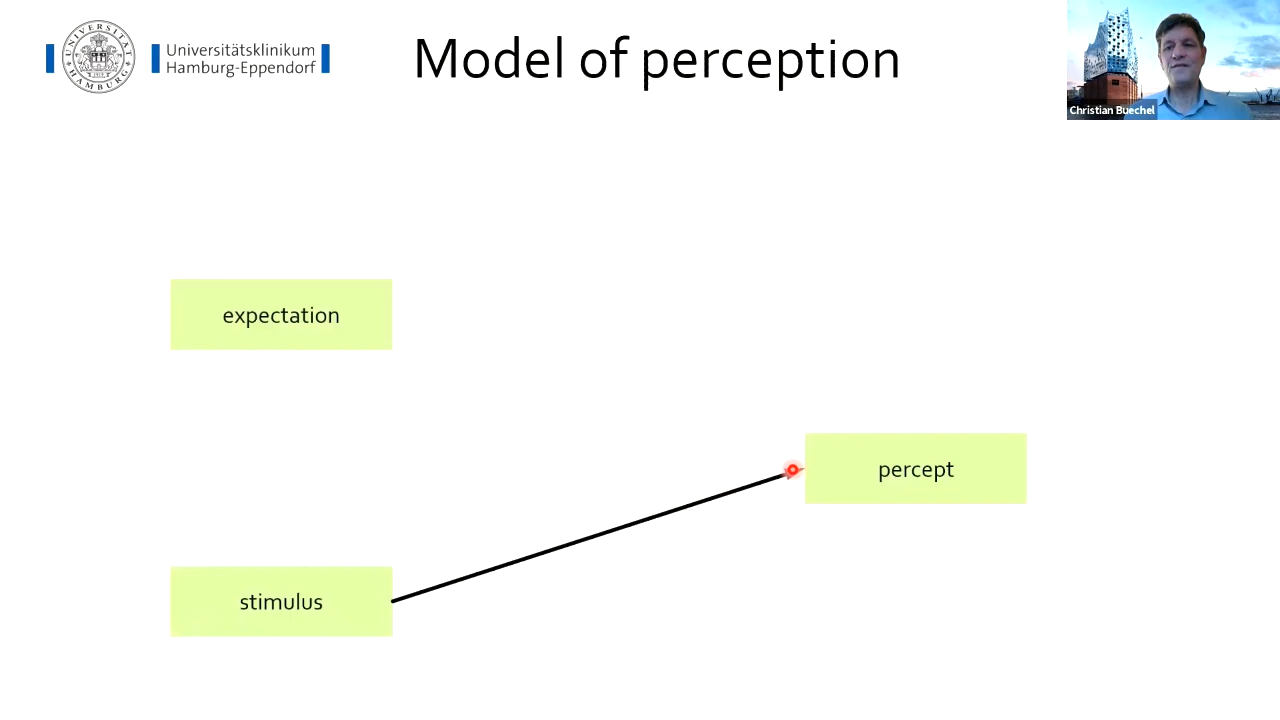 Universitätsklinikum
Hamburg-Eppendorf
Model of perception
Christian Buechel
expectation
percept
stimulus